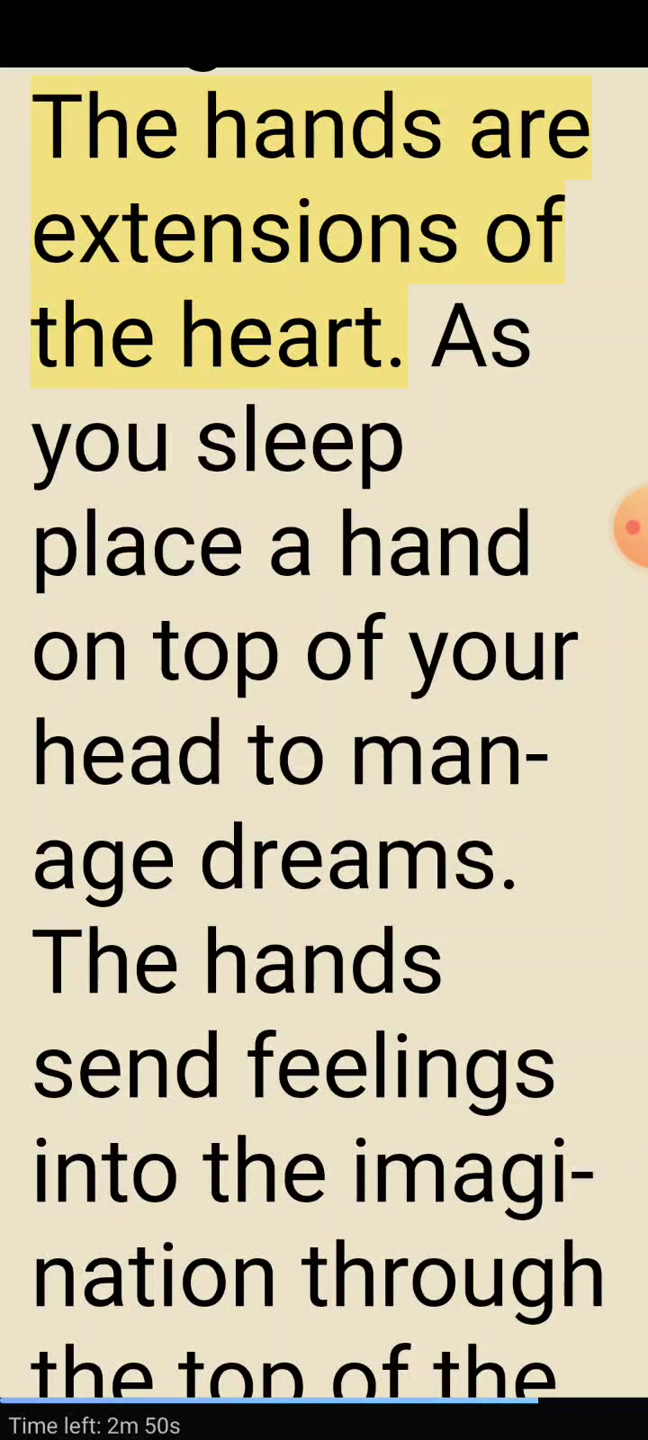 The hands are
extensions of
the heart. As
you sleep
place a hand
on top of your
head to man-
age dreams.
The hands
send feelings
into the imagi-
nation through
the top of the
Time left: 2m 50s